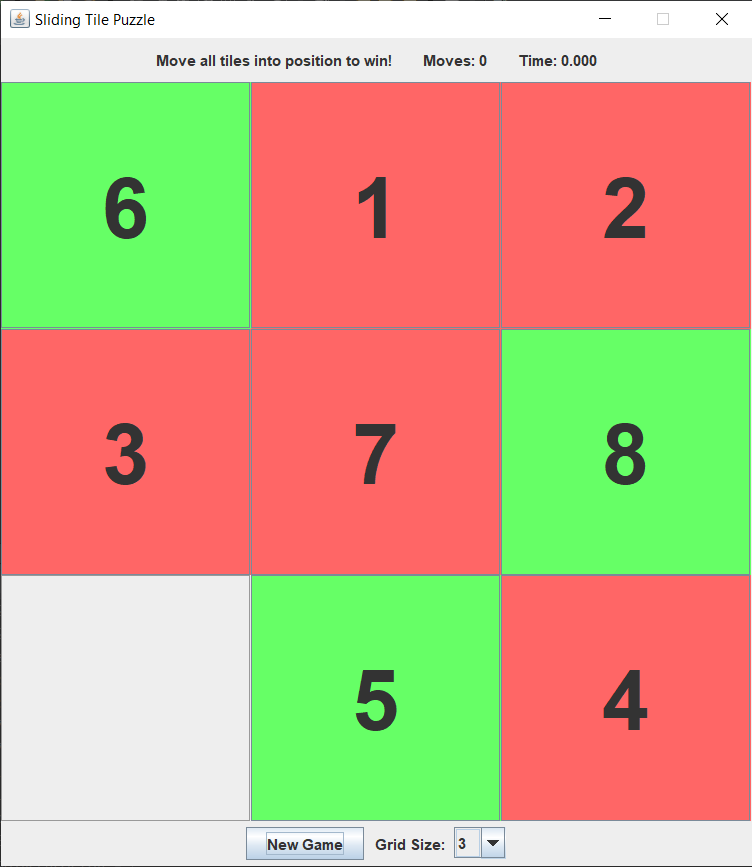 Sliding Tile Puzzle
Move all tiles into position to win! Moves: 0 Time: 0.000
6 1 2
3 7 8
5 4
New Game Grid Size: 3